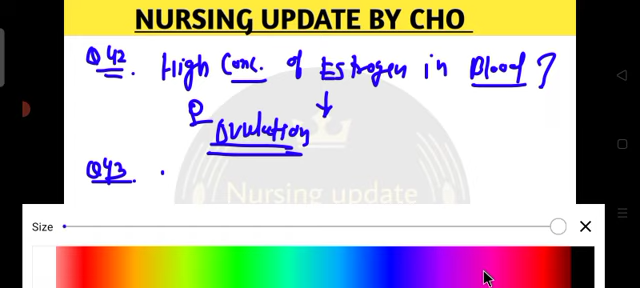 NURSING UPDATE BY CHO
Q42. High Conc. of Estrogen in Blood?
Ovulation
Q43.
Nursing update
Size